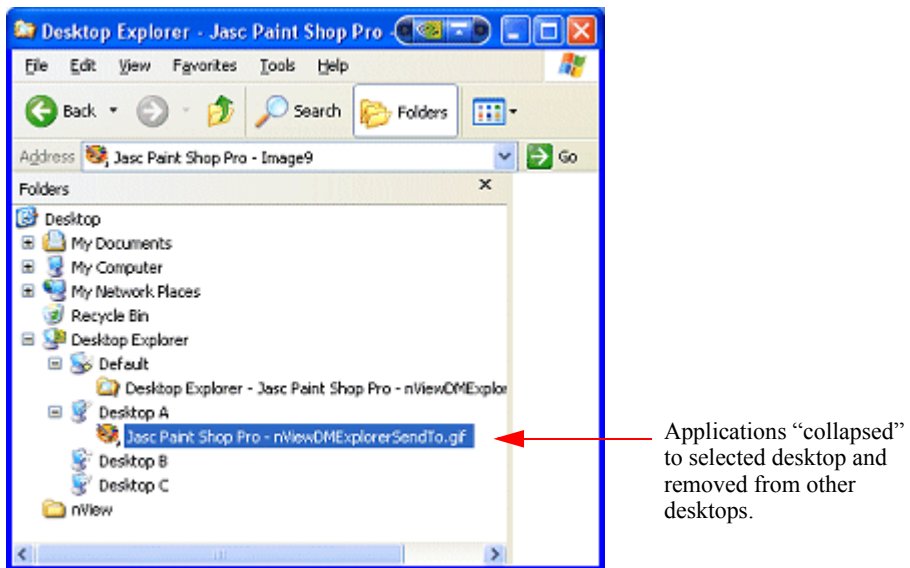 Desktop Explorer - Jasc Paint Shop Pro -
File Edit View Favorites Tools Help
Back Search Folders
Address Jasc Paint Shop Pro - Image9 Go
Folders x
Desktop
My Documents
My Computer
My Network Places
Recycle Bin
Desktop Explorer
Default
Desktop Explorer - Jasc Paint Shop Pro - nViewDMExplor
Desktop A
Jasc Paint Shop Pro - nViewDMExplorerSendTo.gif
Desktop B
Desktop C
nView
Applications “collapsed”
to selected desktop and
removed from other
desktops.